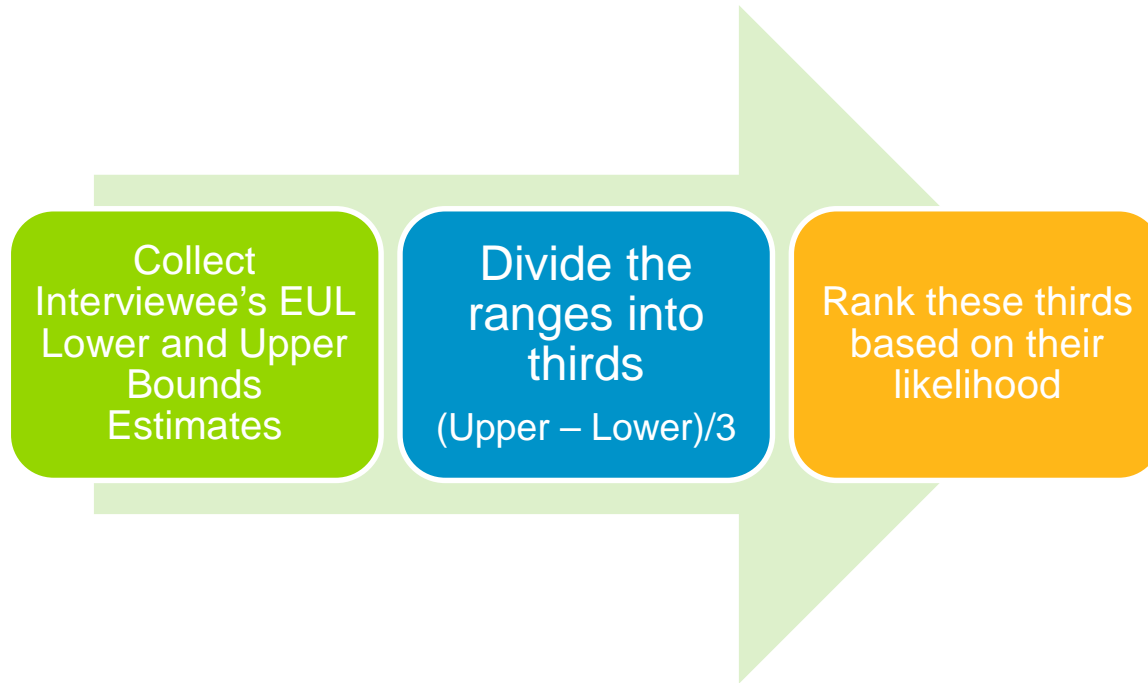 Collect
Interviewee’s EUL
Lower and Upper
Bounds
Estimates
Divide the
ranges into
thirds
(Upper – Lower)/3
Rank these thirds
based on their
likelihood